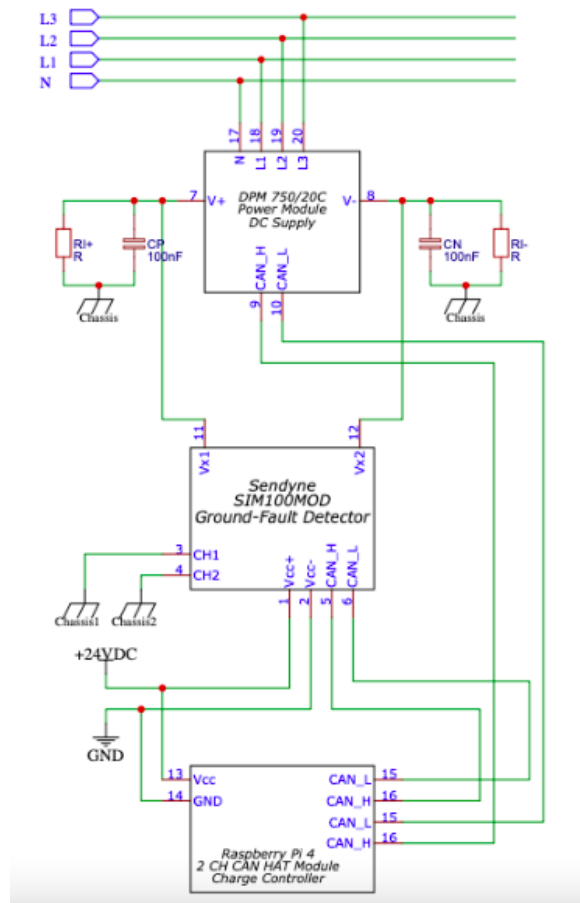 L3
L2
L1
N
17 18 19 20
N L1 L2 L3
7 V+
DPM 750/20C
Power Module
DC Supply
V- 8
RI+
R
CP
100nF
CN
100nF
RI-
R
CAN_H CAN_L
9 10
Chassis
Chassis
11 12
Vx1 Vx2
Sendyne
SIM100MOD
Ground-Fault Detector
3 CH1
4 CH2
Vcc+ Vcc- CAN_H CAN_L
1 2 5 6
Chassis1 Chassis2
+24VDC
GND
13 Vcc
14 GND
CAN_L 15
CAN_H 16
CAN_L 15
CAN_H 16
Raspberry Pi 4
2 CH CAN HAT Module
Charge Controller